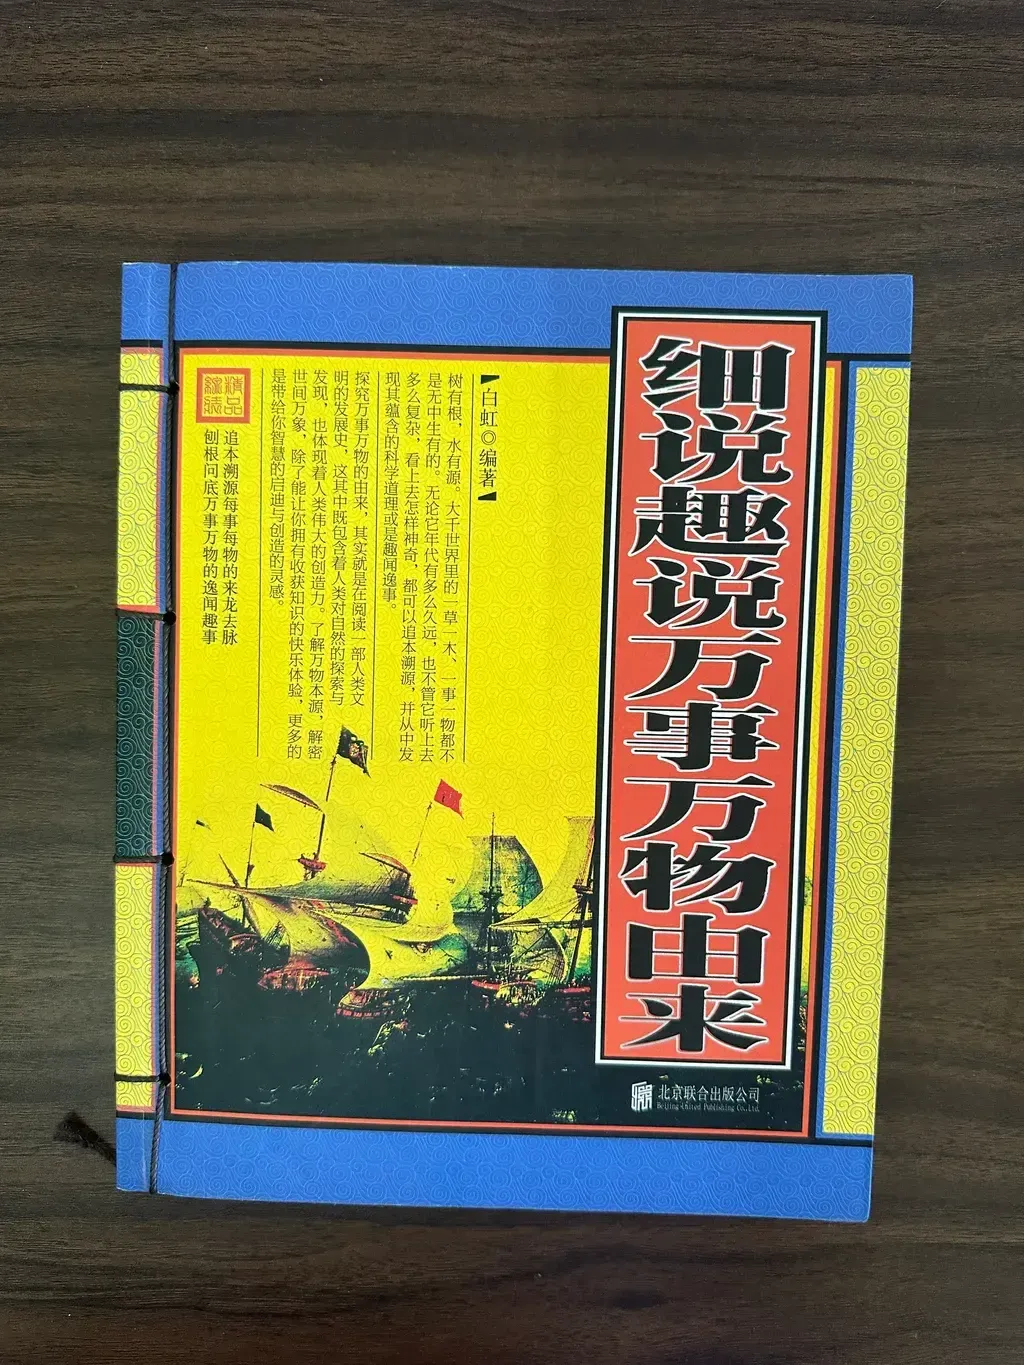 细说趣说万事万物由来
白虹◎编著
树有根，水有源。大千世界里的一草一木、一事一物都不
是无中生有的。无论它年代有多么久远，也不管它听上去
多么复杂，看上去怎样神奇，都可以追本溯源，并从中发
现其蕴含的科学道理或是趣闻逸事。
探究万事万物的由来，其实就是在阅读一部人类文
明的发展史，这其中既包含着人类对自然的探索与
发现，也体现着人类伟大的创造力。了解万物本源，解密
世间万象，除了能让你拥有收获知识的快乐体验，更多的
是带给你智慧的启迪与创造的灵感。
精品
线装
追本溯源每事每物的来龙去脉
刨根问底万事万物的逸闻趣事
北京联合出版公司
Beijing United Publishing Co.,Ltd.